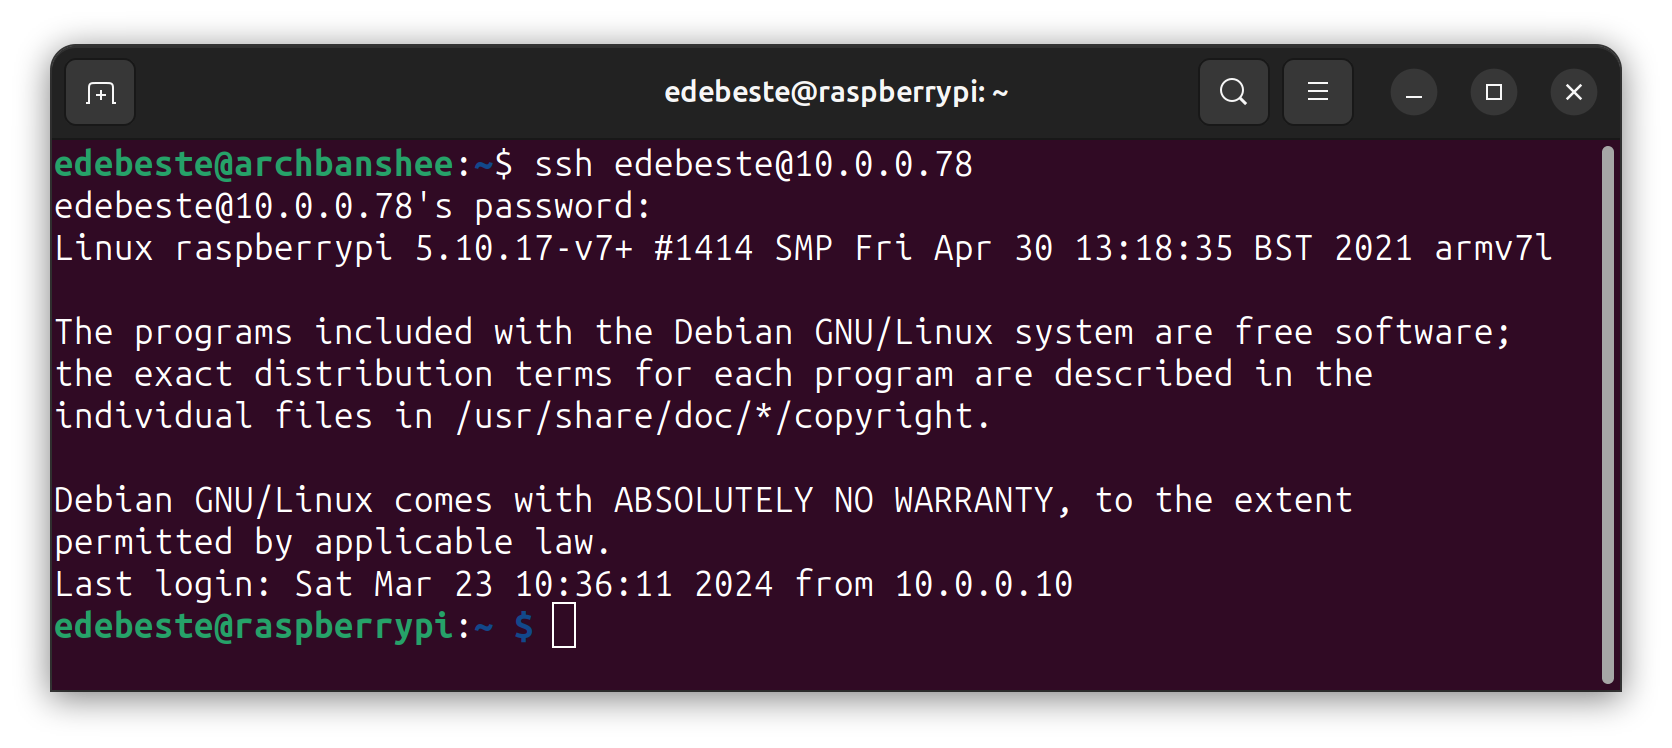 edebeste@raspberrypi: ~
edebeste@archbanshee:~$ ssh edebeste@10.0.0.78
edebeste@10.0.0.78's password:
Linux raspberrypi 5.10.17-v7+ #1414 SMP Fri Apr 30 13:18:35 BST 2021 armv7l
The programs included with the Debian GNU/Linux system are free software;
the exact distribution terms for each program are described in the
individual files in /usr/share/doc/*/copyright.
Debian GNU/Linux comes with ABSOLUTELY NO WARRANTY, to the extent
permitted by applicable law.
Last login: Sat Mar 23 10:36:11 2024 from 10.0.0.10
edebeste@raspberrypi:~ $